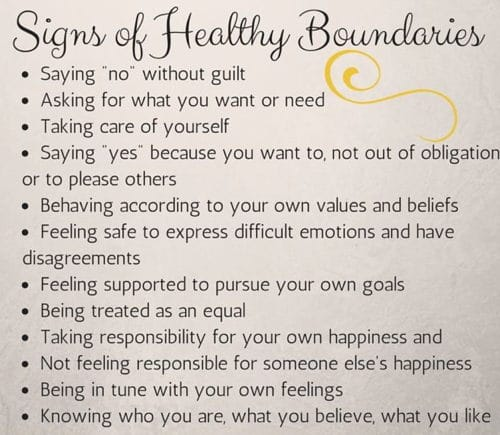 Signs of Healthy Boundaries
• Saying "no" without guilt
• Asking for what you want or need
• Taking care of yourself
• Saying "yes" because you want to, not out of obligation
or to please others
• Behaving according to your own values and beliefs
• Feeling safe to express difficult emotions and have
disagreements
• Feeling supported to pursue your own goals
• Being treated as an equal
• Taking responsibility for your own happiness and
• Not feeling responsible for someone else's happiness
• Being in tune with your own feelings
• Knowing who you are, what you believe, what you like